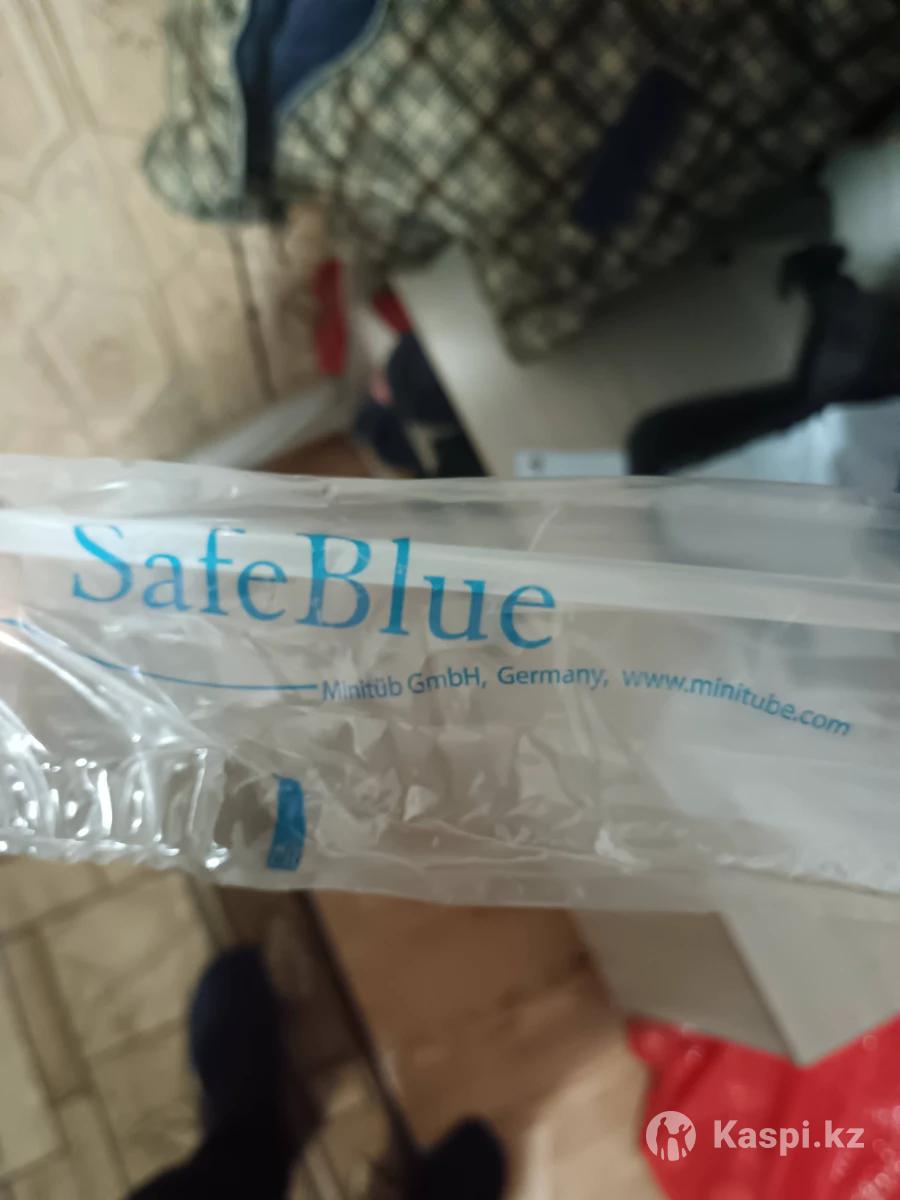 SafeBlue
Minitüb GmbH, Germany, www.minitube.com
Kaspi.kz